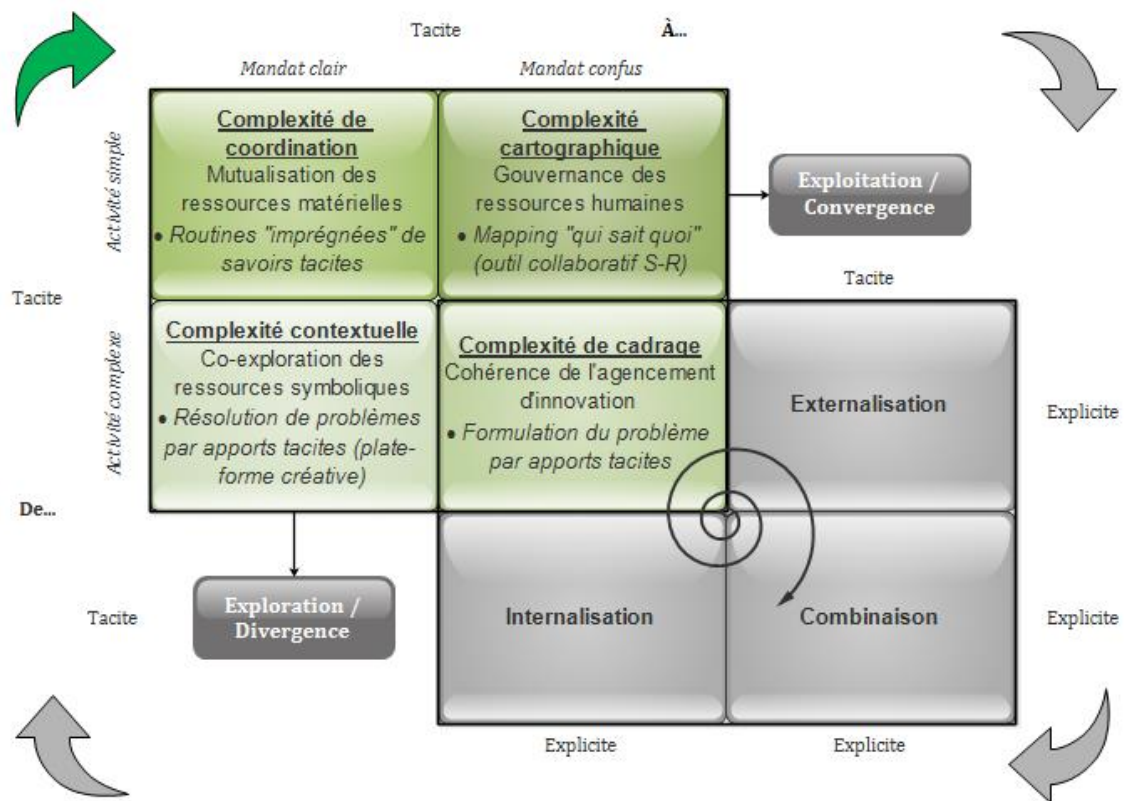 Tacite
À...
Mandat clair
Mandat confus
Activité simple
Complexité de
coordination
Mutualisation des
ressources matérielles
• Routines "imprégnées" de
savoirs tacites
Complexité
cartographique
Gouvernance des
ressources humaines
• Mapping "qui sait quoi"
(outil collaboratif S-R)
Exploitation /
Convergence
Tacite
Tacite
Activité complexe
Complexité contextuelle
Co-exploration des
ressources symboliques
• Résolution de problèmes
par apports tacites (plate-
forme créative)
Complexité de cadrage
Cohérence de l'agencement
d'innovation
• Formulation du problème
par apports tacites
Externalisation
Explicite
De...
Tacite
Exploration /
Divergence
Internalisation
Combinaison
Explicite
Explicite
Explicite